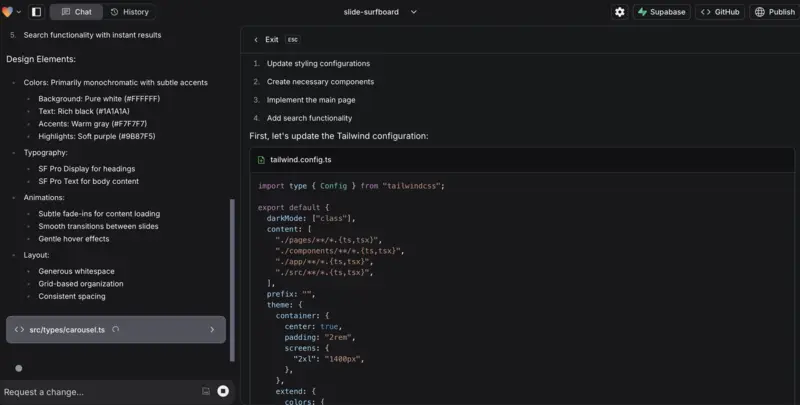 Chat
History
slide-surfboard
Supabase
GitHub
Publish
5. Search functionality with instant results
Design Elements:
Colors: Primarily monochromatic with subtle accents
Background: Pure white (#FFFFFF)
Text: Rich black (#1A1A1A)
Accents: Warm gray (#F7F7F7)
Highlights: Soft purple (#9B87F5)
Typography:
SF Pro Display for headings
SF Pro Text for body content
Animations:
Subtle fade-ins for content loading
Smooth transitions between slides
Gentle hover effects
Layout:
Generous whitespace
Grid-based organization
Consistent spacing
<> src/types/carousel.ts
Request a change...
Exit ESC
1. Update styling configurations
2. Create necessary components
3. Implement the main page
4. Add search functionality
First, let's update the Tailwind configuration:
tailwind.config.ts
import type { Config } from "tailwindcss";
export default {
darkMode: ["class"],
content: [
"./pages/**/*.{ts,tsx}",
"./components/**/*.{ts,tsx}",
"./app/**/*.{ts,tsx}",
"./src/**/*.{ts,tsx}",
],
prefix: "",
theme: {
container: {
center: true,
padding: "2rem",
screens: {
"2xl": "1400px",
},
},
extend: {
colors: {